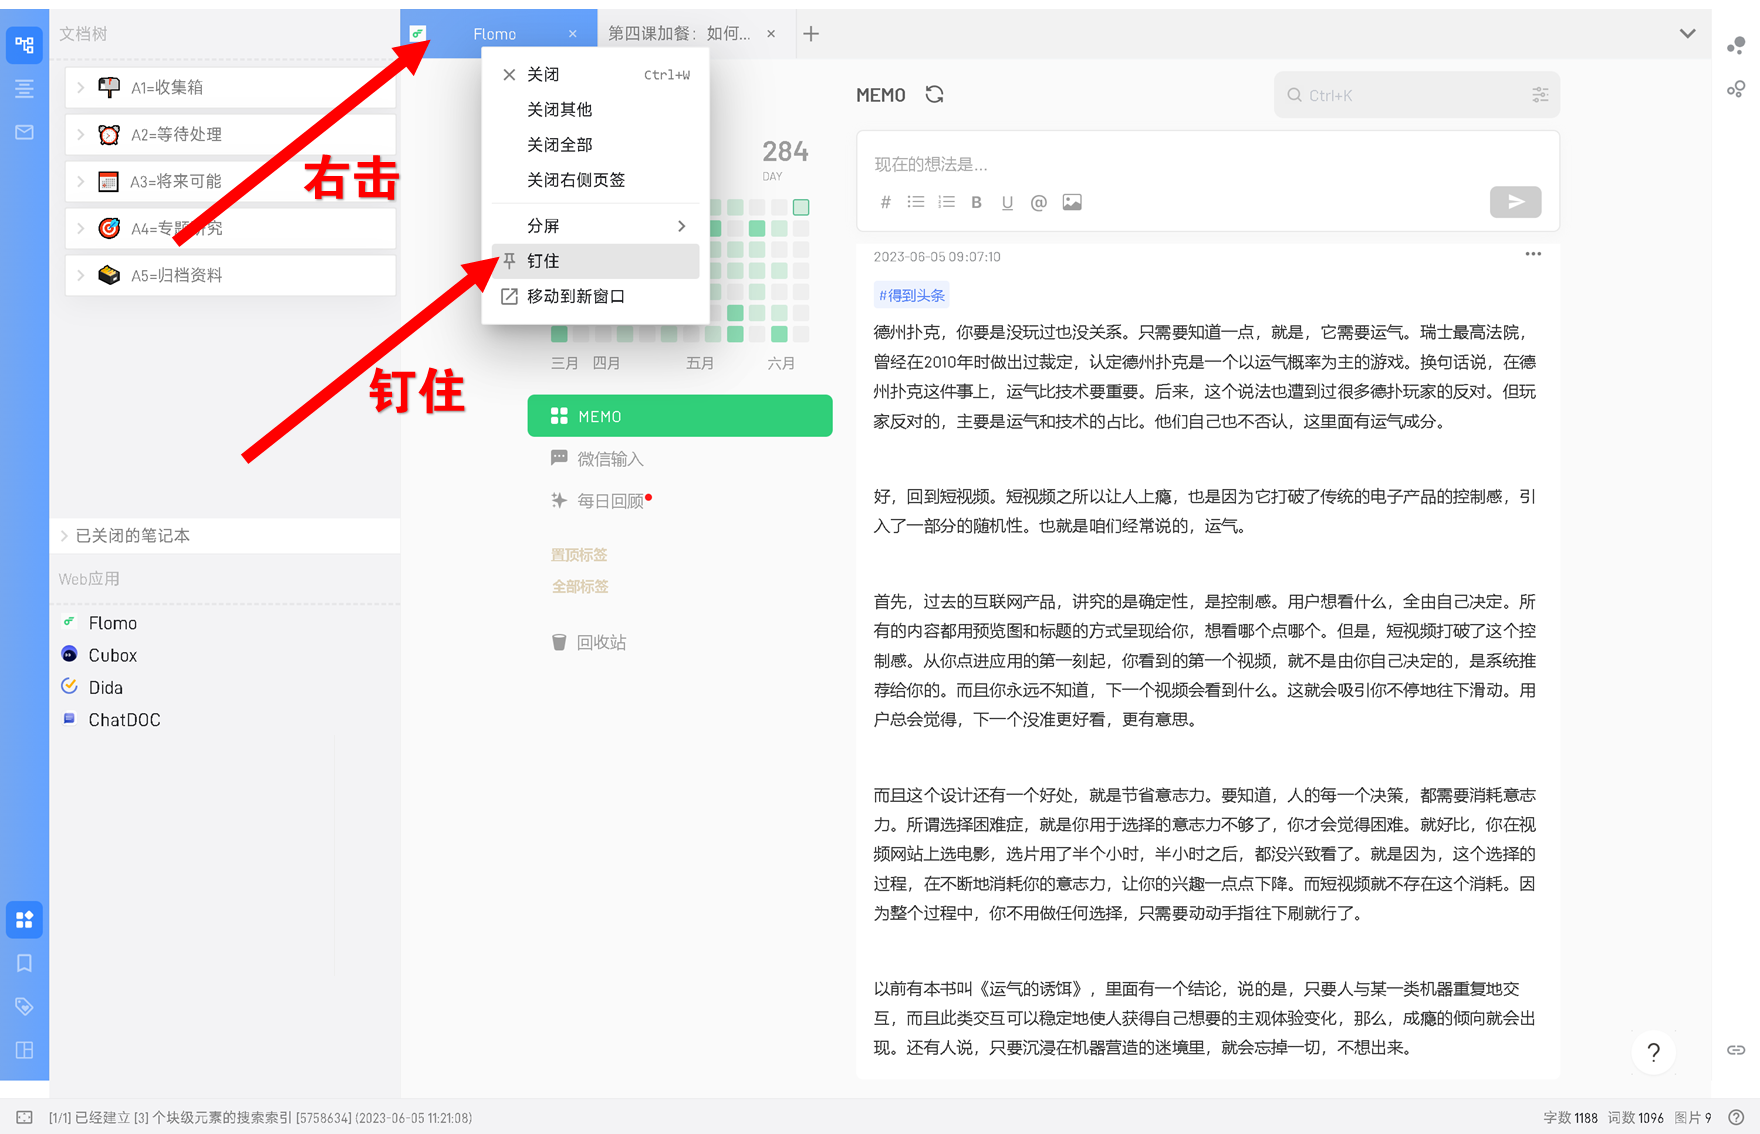 文档树
A1=收集箱
A2=等待处理
A3=将来可能
A4=专题研究
A5=归档资料
已关闭的笔记本
Web应用
Flomo
Cubox
Dida
ChatDOC
Flomo
第四课加餐：如何...
关闭 Ctrl+W
关闭其他
关闭全部
关闭右侧页签
分屏
钉住
移动到新窗口
右击
钉住
284
DAY
三月 四月 五月 六月
MEMO
微信输入
每日回顾
置顶标签
全部标签
回收站
MEMO
Ctrl+K
现在的想法是...
# B U @
2023-06-05 09:07:10
#得到头条
德州扑克，你要是没玩过也没关系。只需要知道一点，就是，它需要运气。瑞士最高法院，
曾经在2010年时做出过裁定，认定德州扑克是一个以运气概率为主的游戏。换句话说，在德
州扑克这件事上，运气比技术要重要。后来，这个说法也遭到过很多德扑玩家的反对。但玩
家反对的，主要是运气和技术的占比。他们自己也不否认，这里面有运气成分。
好，回到短视频。短视频之所以让人上瘾，也是因为它打破了传统的电子产品的控制感，引
入了一部分的随机性。也就是咱们经常说的，运气。
首先，过去的互联网产品，讲究的是确定性，是控制感。用户想看什么，全由自己决定。所
有的内容都用预览图和标题的方式呈现给你，想看哪个点哪个。但是，短视频打破了这个控
制感。从你点进应用的第一刻起，你看到的第一个视频，就不是由你自己决定的，是系统推
荐给你的。而且你永远不知道，下一个视频会看到什么。这就会吸引你不停地往下滑动。用
户总会觉得，下一个没准更好看，更有意思。
而且这个设计还有一个好处，就是节省意志力。要知道，人的每一个决策，都需要消耗意志
力。所谓选择困难症，就是你用于选择的意志力不够了，你才会觉得困难。就好比，你在视
频网站上选电影，选片用了半个小时，半小时之后，都没兴致看了。就是因为，这个选择的
过程，在不断地消耗你的意志力，让你的兴趣一点点下降。而短视频就不存在这个消耗。因
为整个过程中，你不用做任何选择，只需要动动手指往下刷就行了。
以前有本书叫《运气的诱饵》，里面有一个结论，说的是，只要人与某一类机器重复地交
互，而且此类交互可以稳定地使人获得自己想要的主观体验变化，那么，成瘾的倾向就会出
现。还有人说，只要沉浸在机器营造的迷境里，就会忘掉一切，不想出来。
?
[1/1] 已经建立 [3] 个块级元素的搜索索引 [5758634] (2023-06-05 11:21:08)
字数 1188 词数 1096 图片 9